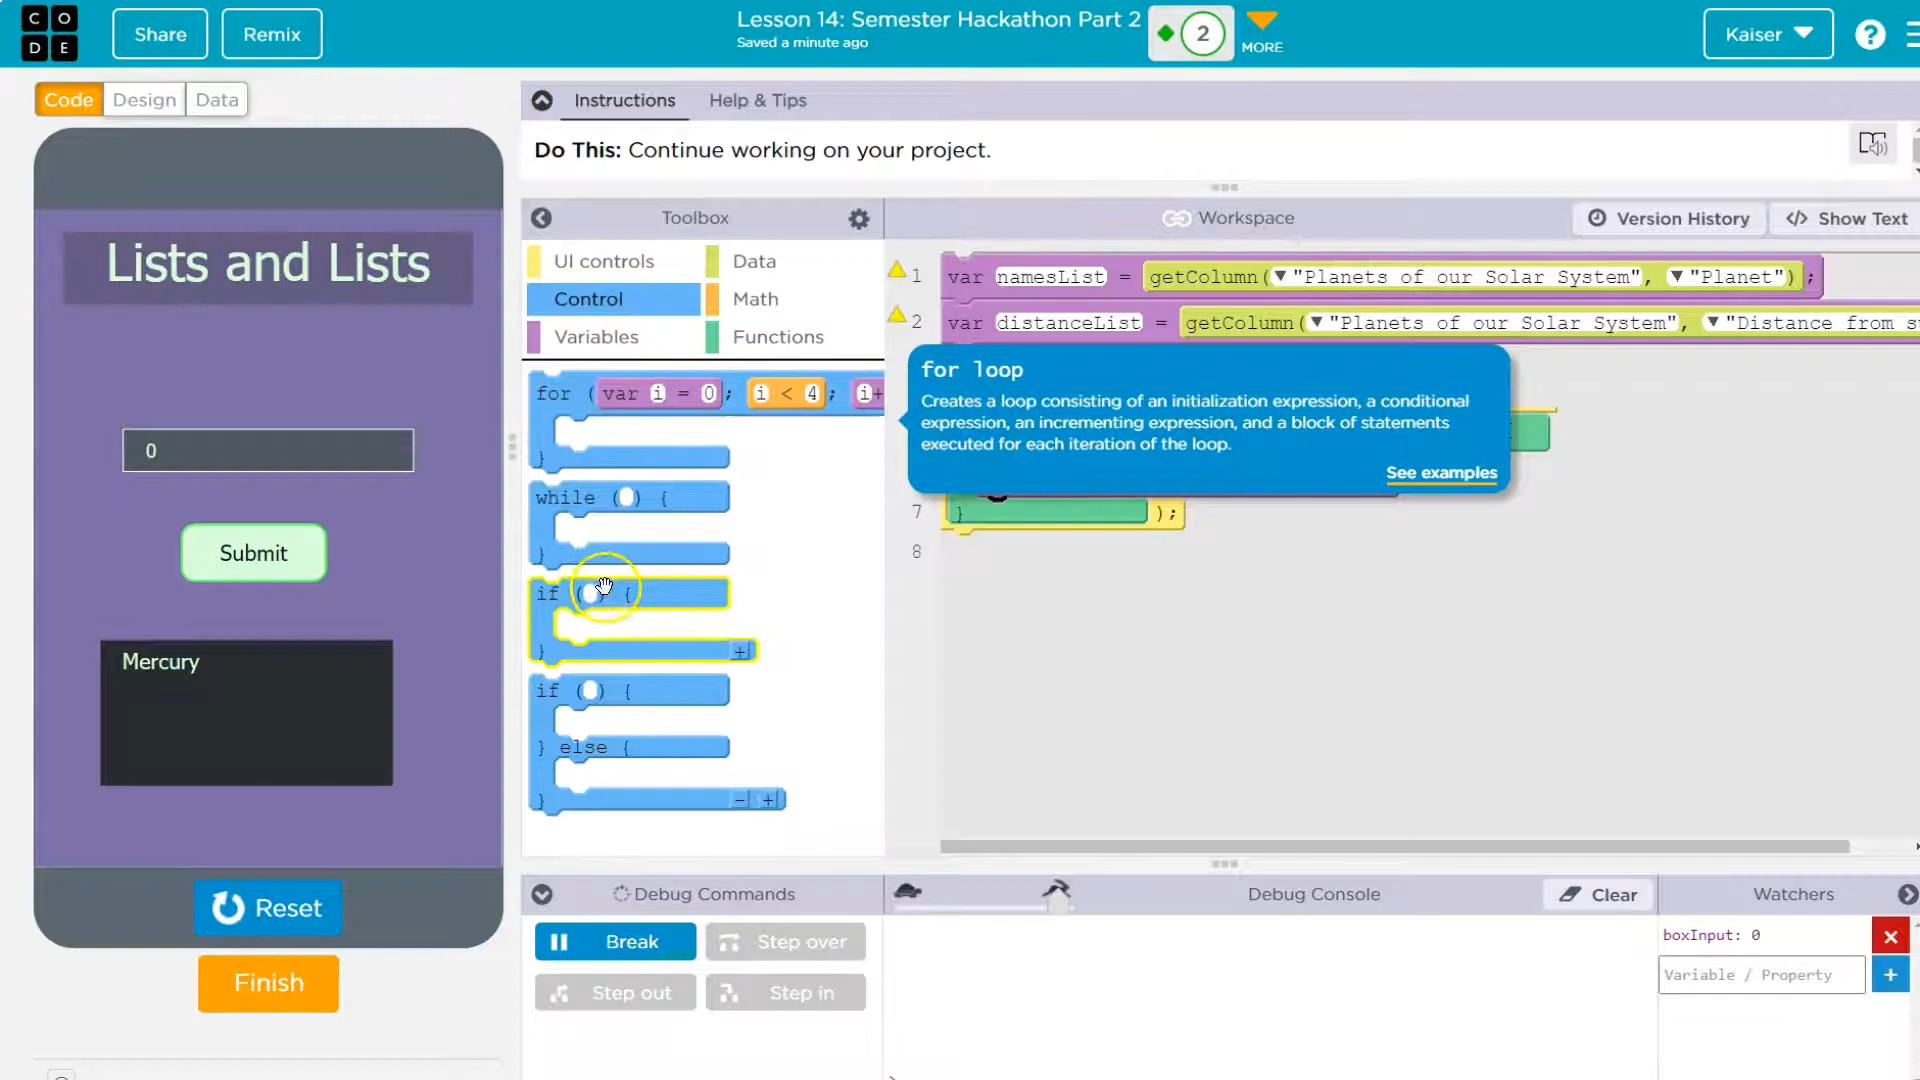 CODE
Share
Remix
Lesson 14: Semester Hackathon Part 2
Saved a minute ago
2
MORE
Kaiser
?
Code
Design
Data
Instructions
Help & Tips
Do This: Continue working on your project.
Toolbox
Workspace
Version History
</> Show Text
UI controls
Data
Control
Math
Variables
Functions
Lists and Lists
0
Submit
Mercury
Reset
Finish
for ( var i = 0; i < 4; i+
}
while ( ) {
}
if ( ) {
} +
if ( ) {
} else {
} - +
1 var namesList = getColumn("Planets of our Solar System", "Planet");
2 var distanceList = getColumn("Planets of our Solar System", "Distance from s
for loop
Creates a loop consisting of an initialization expression, a conditional
expression, an incrementing expression, and a block of statements
executed for each iteration of the loop.
See examples
7 } );
8
Debug Commands
Break
Step over
Step out
Step in
Debug Console
Clear
Watchers
boxInput: 0
Variable / Property